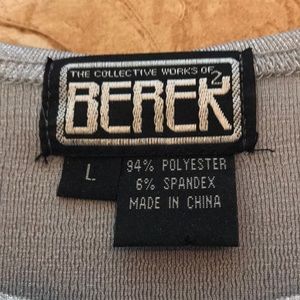 THE COLLECTIVE WORKS OF
BEREK 2
L
94% POLYESTER
6% SPANDEX
MADE IN CHINA